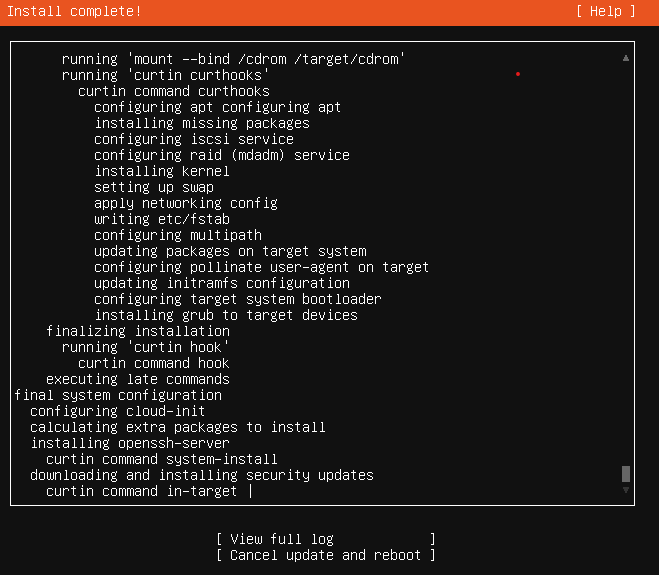 Install complete! [ Help ]
running 'mount --bind /cdrom /target/cdrom'
running 'curtin curthooks'
curtin command curthooks
configuring apt configuring apt
installing missing packages
configuring iscsi service
configuring raid (mdadm) service
installing kernel
setting up swap
apply networking config
writing etc/fstab
configuring multipath
updating packages on target system
configuring pollinate user-agent on target
updating initramfs configuration
configuring target system bootloader
installing grub to target devices
finalizing installation
running 'curtin hook'
curtin command hook
executing late commands
final system configuration
configuring cloud-init
calculating extra packages to install
installing openssh-server
curtin command system-install
downloading and installing security updates
curtin command in-target |
[ View full log ]
[ Cancel update and reboot ]